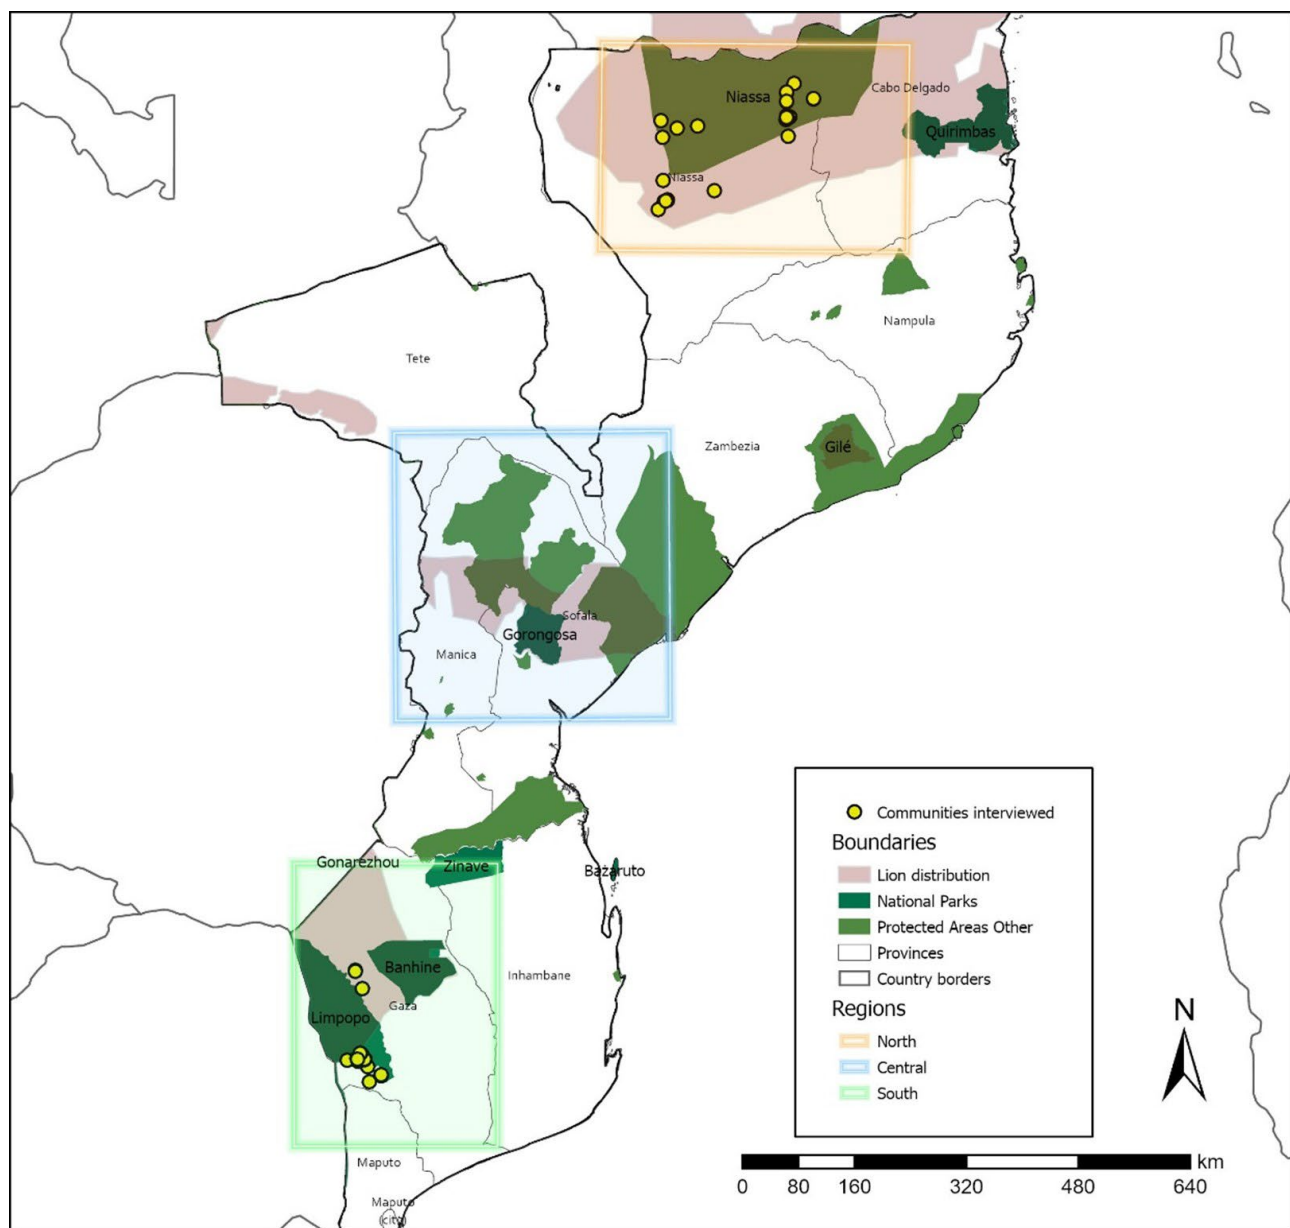 Niassa
Cabo Delgado
Quirimbas
Niassa
Nampula
Tete
Zambezia
Gilé
Sofala
Gorongosa
Manica
Gonarezhou
Zinave
Bazaruto
Banhine
Inhambane
Gaza
Limpopo
Maputo
Maputo
(city)
Communities interviewed
Boundaries
Lion distribution
National Parks
Protected Areas Other
Provinces
Country borders
Regions
North
Central
South
N
km
0 80 160 320 480 640